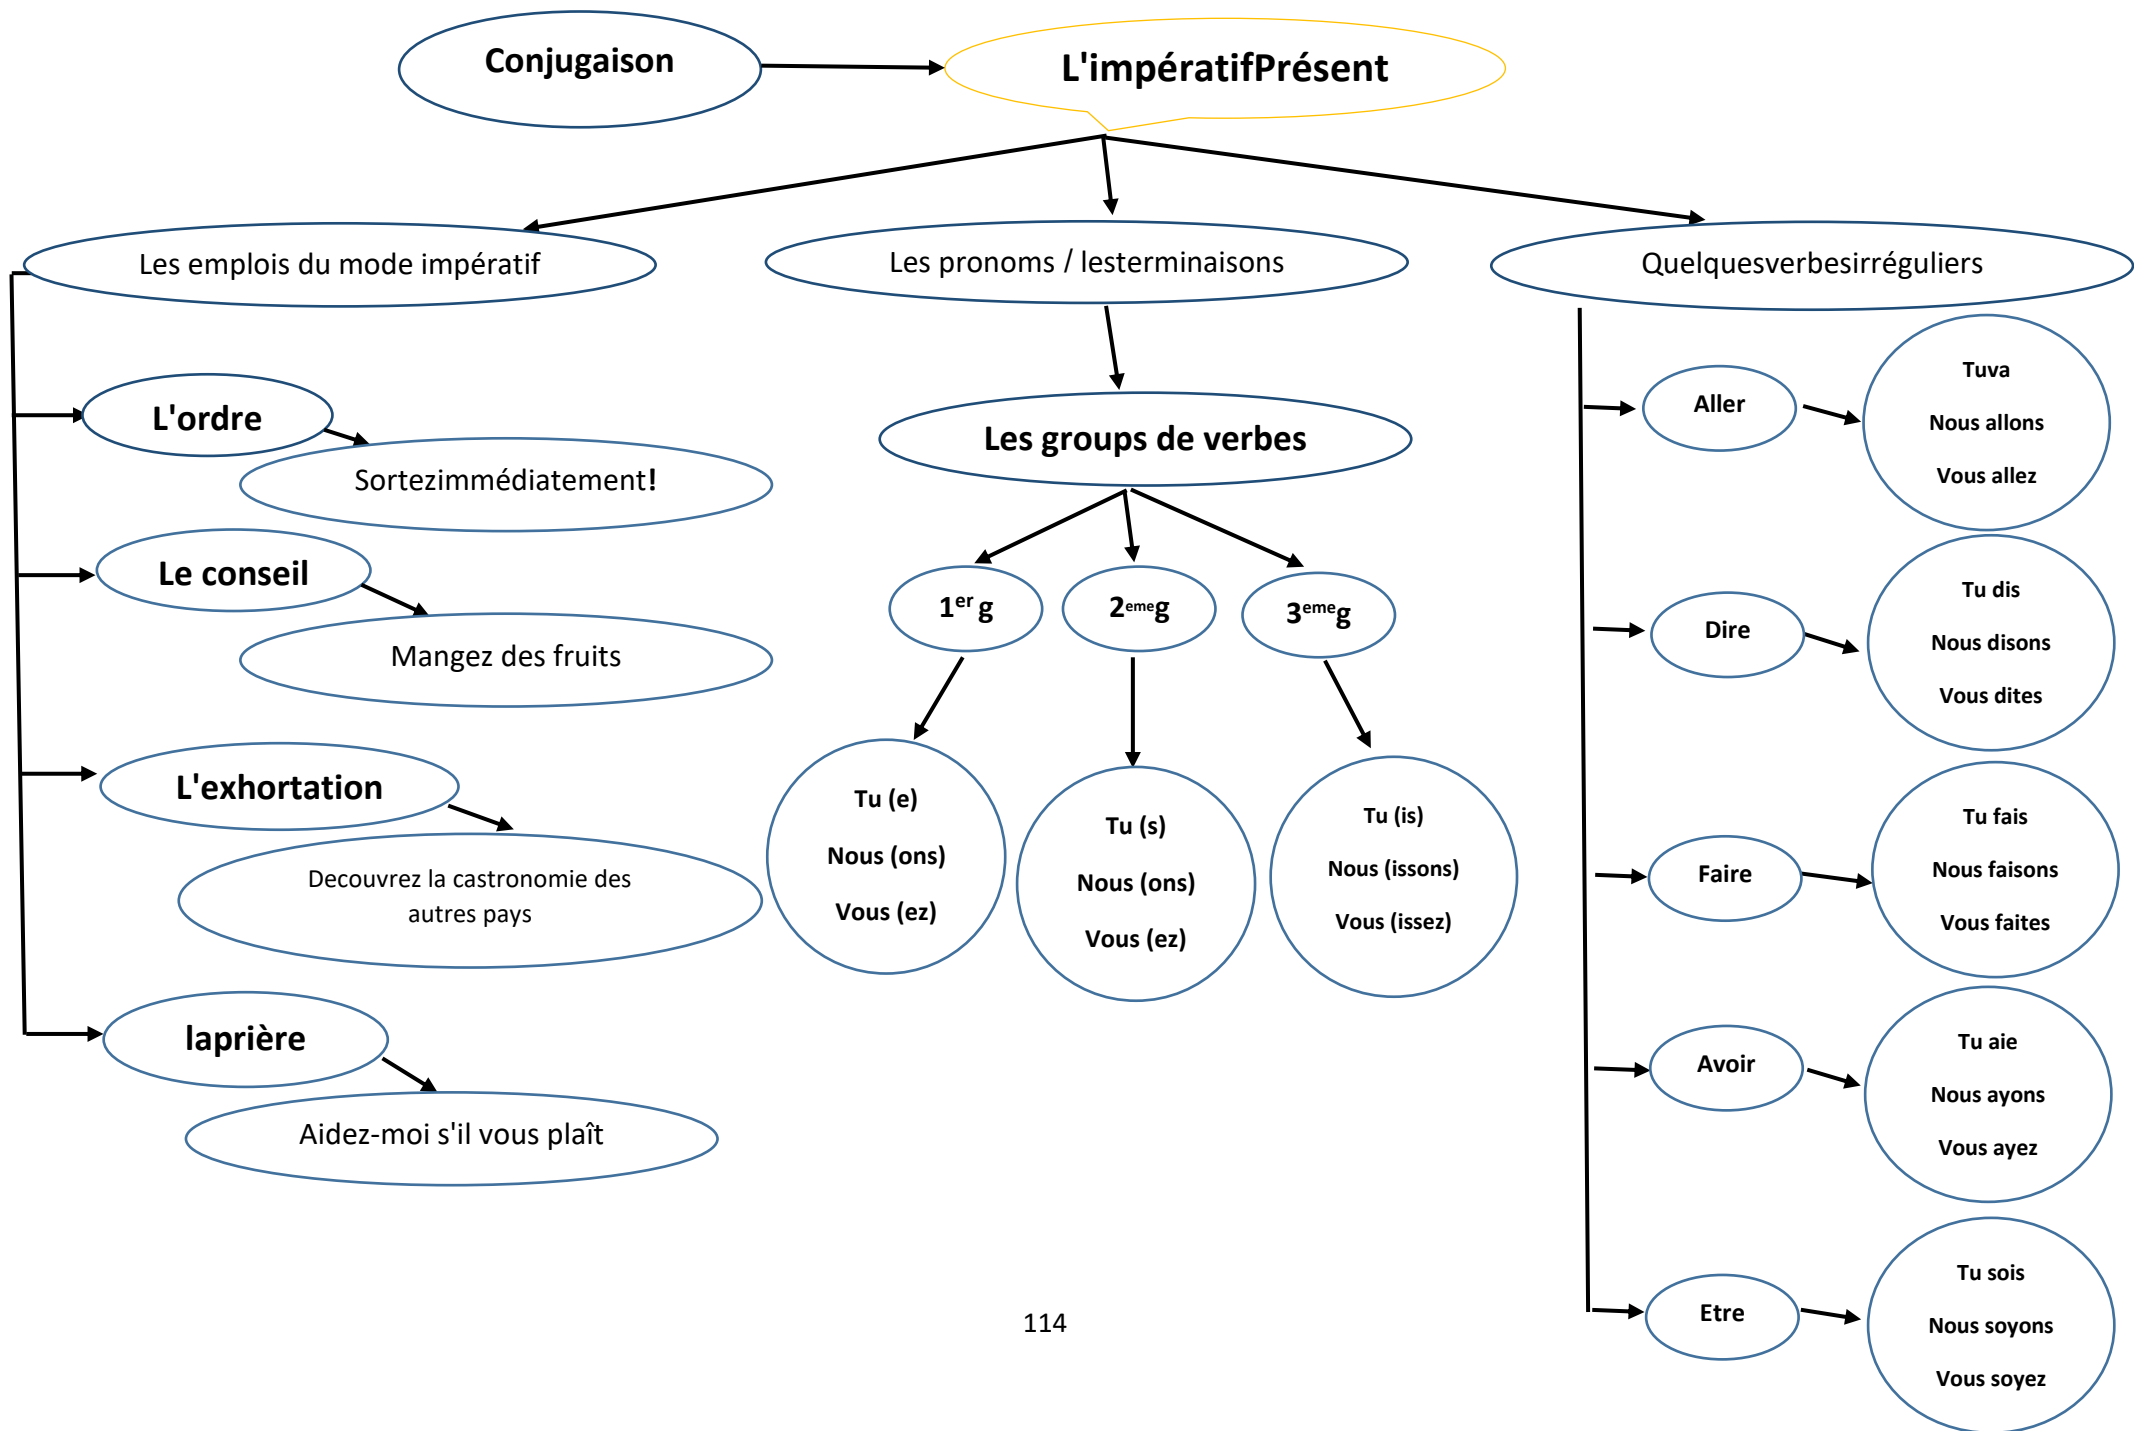 Conjugaison
L'impératifPrésent
Les emplois du mode impératif
L'ordre
Sortezimmédiatement!
Le conseil
Mangez des fruits
L'exhortation
Decouvrez la castronomie des
autres pays
laprière
Aidez-moi s'il vous plaît
Les pronoms / lesterminaisons
Les groups de verbes
1er g
Tu (e)
Nous (ons)
Vous (ez)
2emeg
Tu (s)
Nous (ons)
Vous (ez)
3emeg
Tu (is)
Nous (issons)
Vous (issez)
Quelquesverbesirréguliers
Aller
Tuva
Nous allons
Vous allez
Dire
Tu dis
Nous disons
Vous dites
Faire
Tu fais
Nous faisons
Vous faites
Avoir
Tu aie
Nous ayons
Vous ayez
Etre
Tu sois
Nous soyons
Vous soyez
114